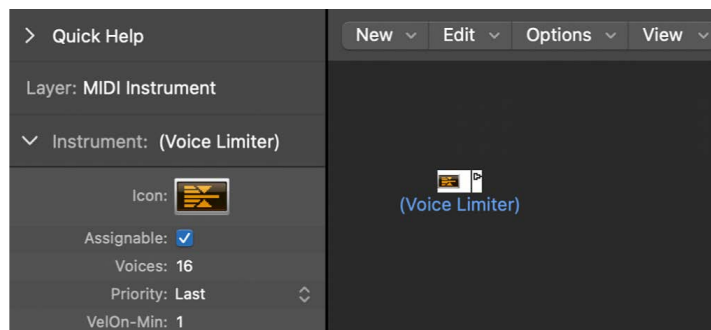 Quick Help
New Edit Options View
Layer: MIDI Instrument
Instrument: (Voice Limiter)
Icon:
(Voice Limiter)
Assignable:
Voices: 16
Priority: Last
VelOn-Min: 1